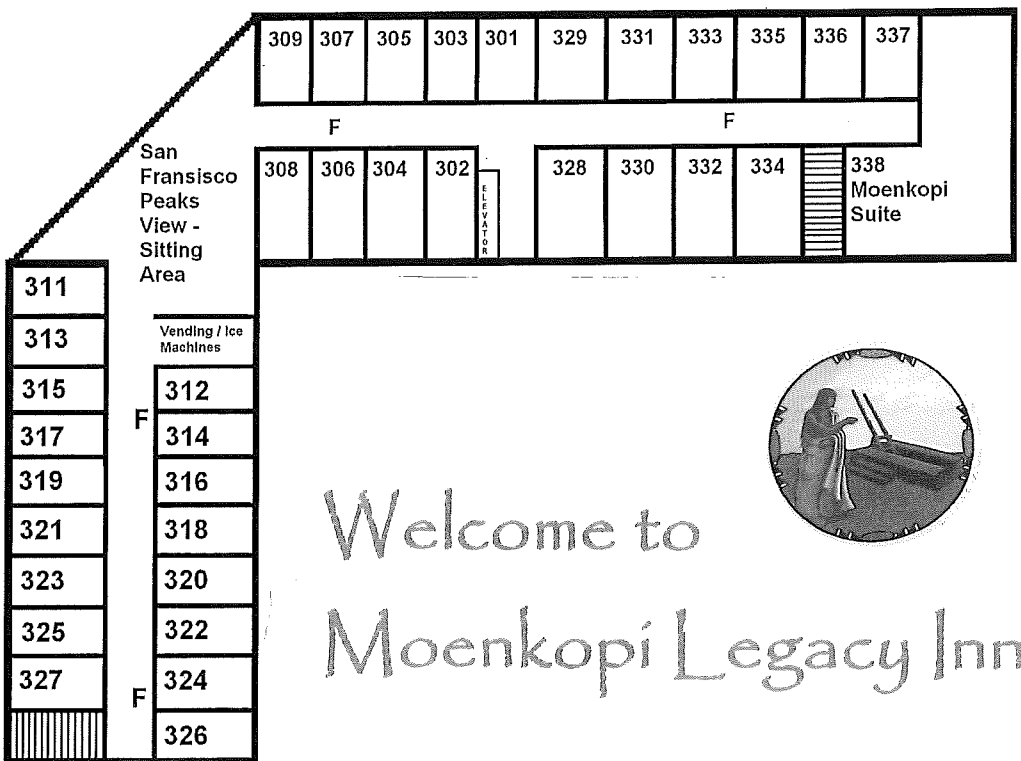 309 307 305 303 301 329 331 333 335 336 337
F F
308 306 304 302 ELEVATOR 328 330 332 334 338
Moenkopi
Suite
San
Fransisco
Peaks
View -
Sitting
Area
311
313
315
317
319
321
323
325
327
F
F
Vending / Ice
Machines
312
314
316
318
320
322
324
326
Welcome to
Moenkopi Legacy Inn